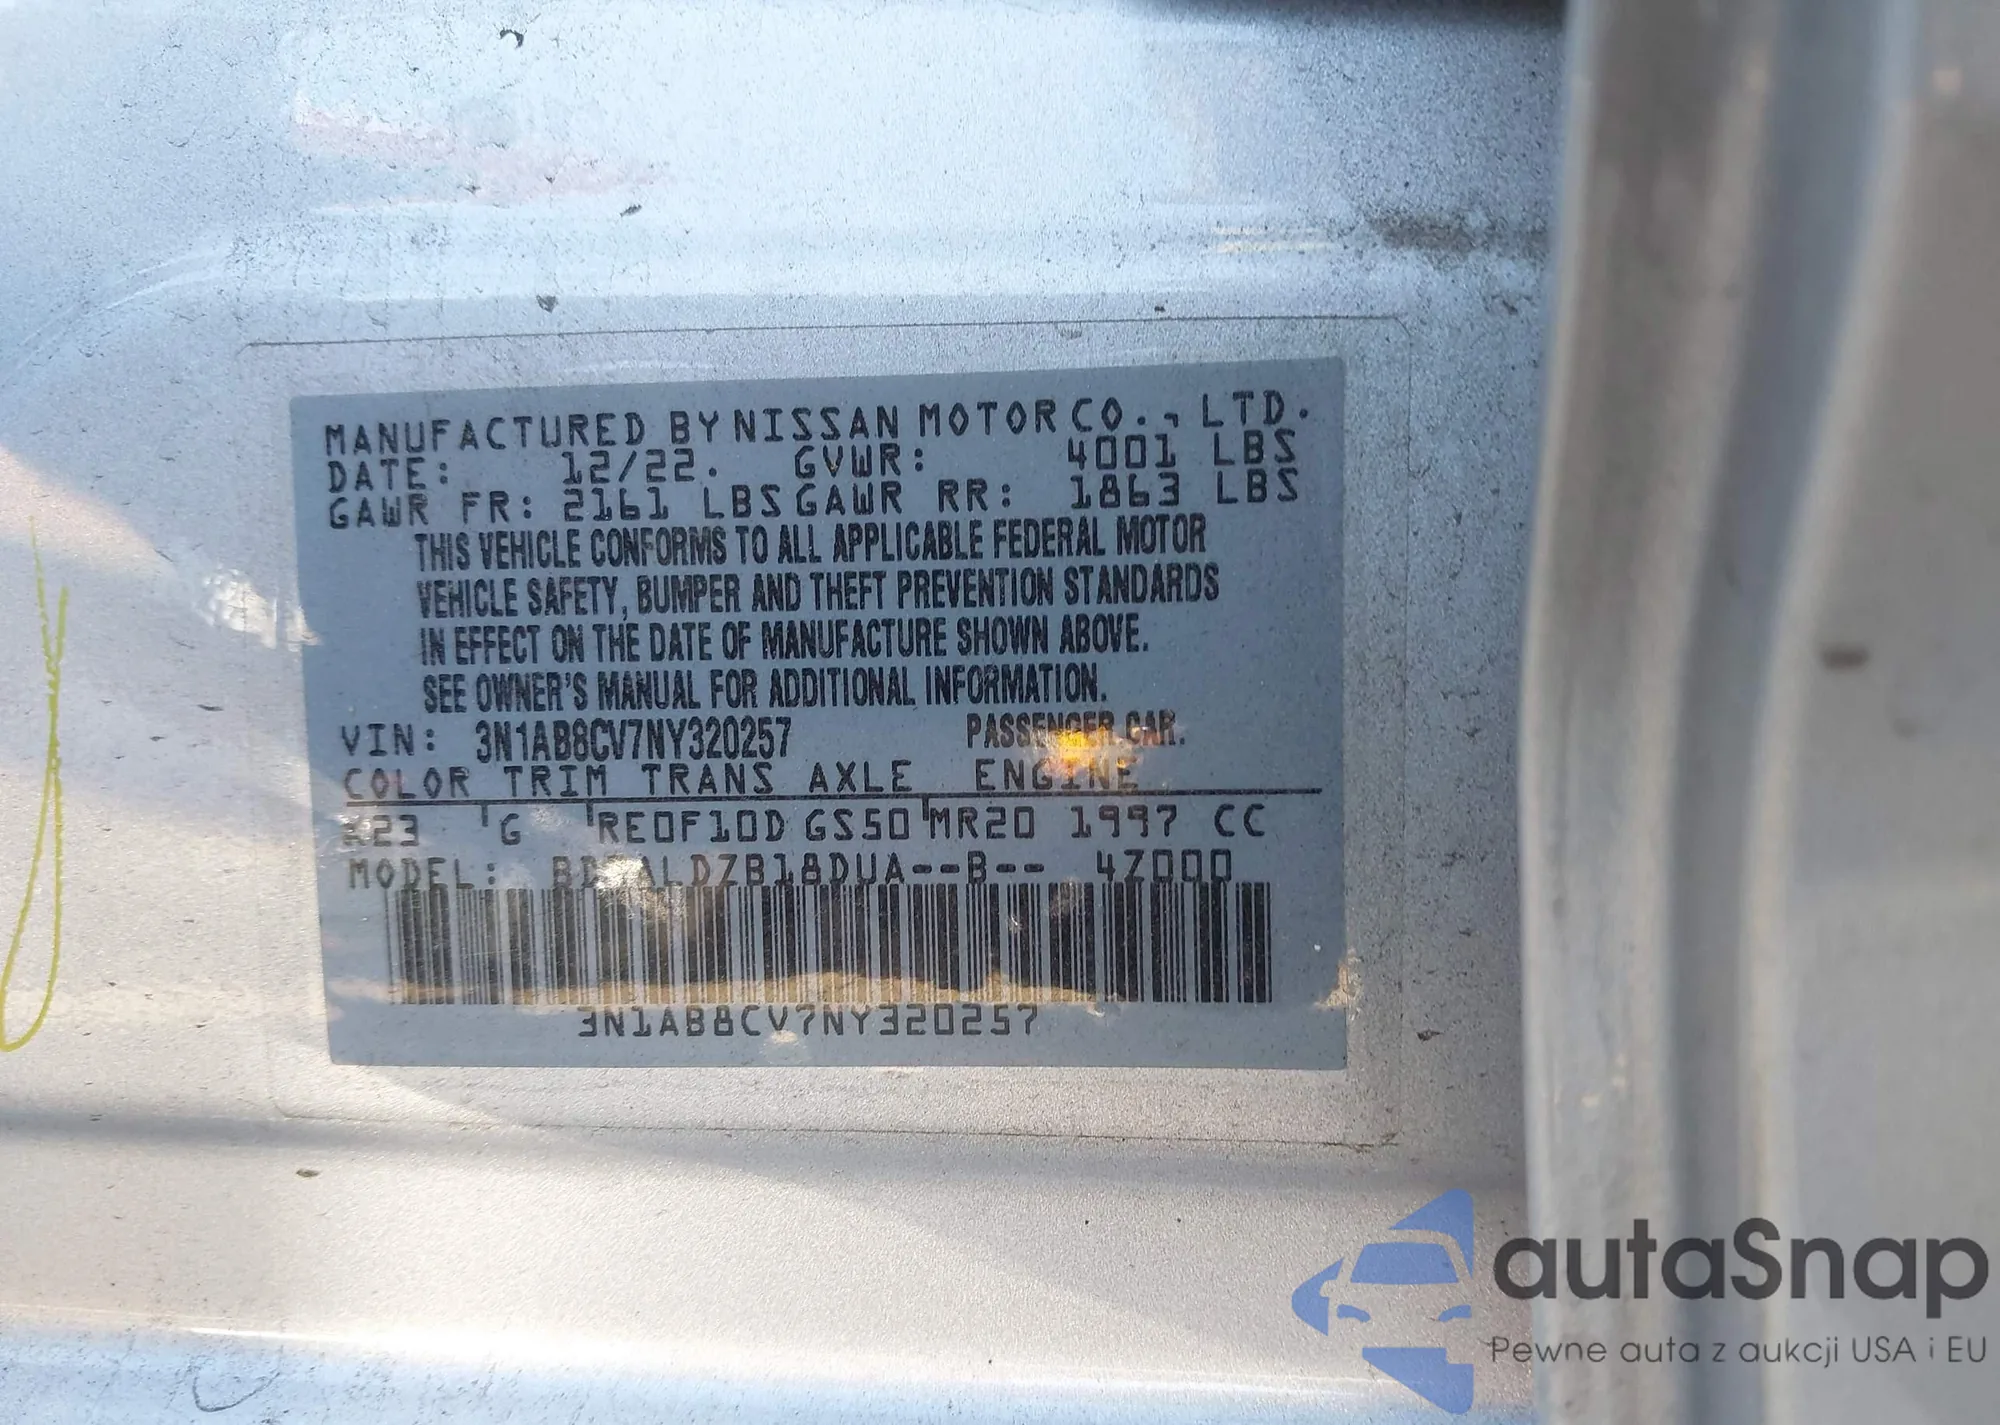 MANUFACTURED BY NISSAN MOTOR CO., LTD.
DATE: 12/22. GVWR: 4001 LBS
GAWR FR: 2161 LBS GAWR RR: 1863 LBS
THIS VEHICLE CONFORMS TO ALL APPLICABLE FEDERAL MOTOR
VEHICLE SAFETY, BUMPER AND THEFT PREVENTION STANDARDS
IN EFFECT ON THE DATE OF MANUFACTURE SHOWN ABOVE.
SEE OWNER'S MANUAL FOR ADDITIONAL INFORMATION.
VIN: 3N1AB8CV7NY320257 PASSENGER CAR.
COLOR TRIM TRANS AXLE ENGINE
G RE0F10D GS50 MR20 1997 CC
MODEL: 4Z000
3N1AB8CV7NY320257
autaSnap
Pewne auta z aukcji USA i EU